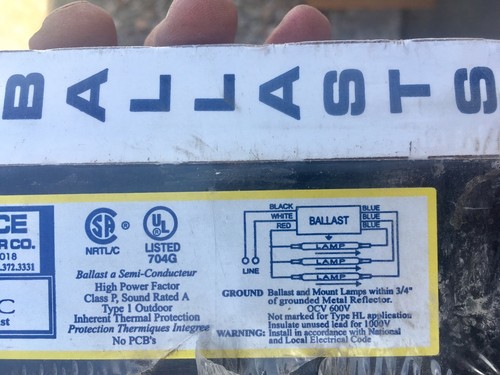 BALLASTS
CE
R CO.
018
.372.3331
C
st
SA
®
NRTL/C
UL
®
LISTED
704G
Ballast a Semi-Conducteur
High Power Factor
Class P, Sound Rated A
Type 1 Outdoor
Inherent Thermal Protection
Protection Thermiques Integree
No PCB's
BLACK
WHITE
RED
BALLAST
BLUE
BLUE
BLUE
LAMP
LAMP
LAMP
LINE
GROUND Ballast and Mount Lamps within 3/4"
of grounded Metal Reflector.
OCV 600V
Not marked for Type HL application
Insulate unused lead for 1000V
WARNING: Install in accordance with National
and Local Electrical Code